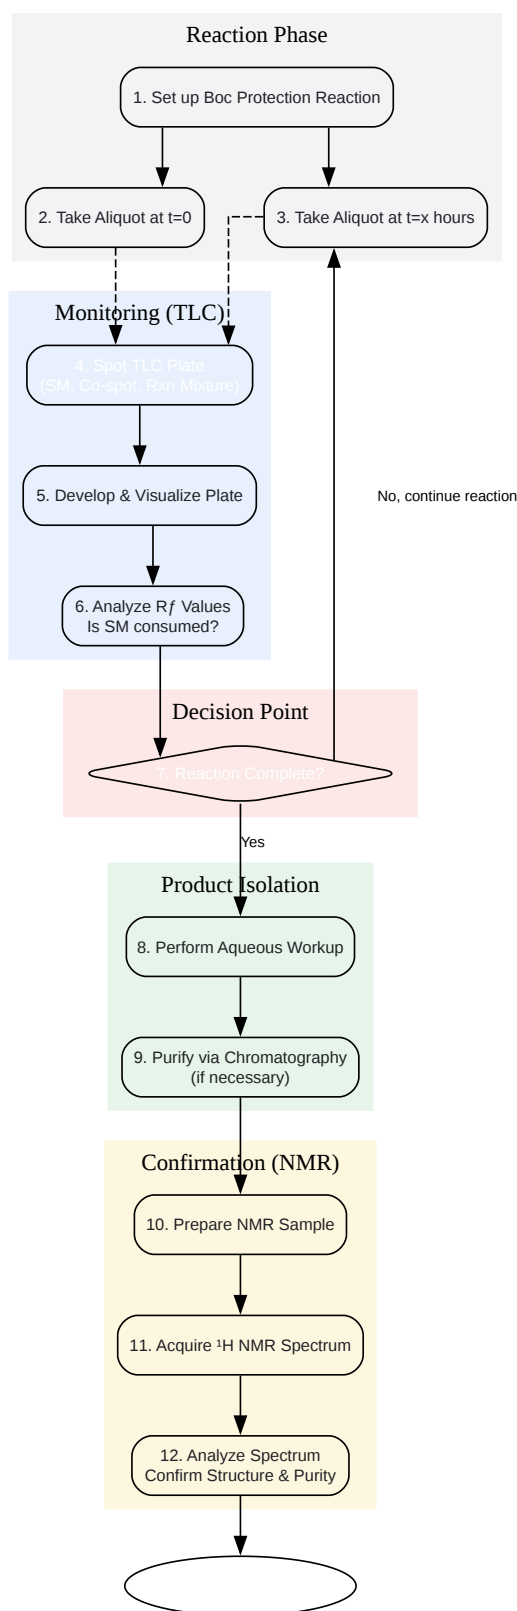 Reaction Phase
1. Set up Boc Protection Reaction
2. Take Aliquot at t=0
3. Take Aliquot at t=x hours
Monitoring (TLC)
4. Spot TLC Plate
(SM, Co-spot, Rxn Mixture)
5. Develop & Visualize Plate
No, continue reaction
6. Analyze Rƒ Values
Is SM consumed?
Decision Point
7. Reaction Complete?
Yes
Product Isolation
8. Perform Aqueous Workup
9. Purify via Chromatography
(if necessary)
Confirmation (NMR)
10. Prepare NMR Sample
11. Acquire ¹H NMR Spectrum
12. Analyze Spectrum
Confirm Structure & Purity